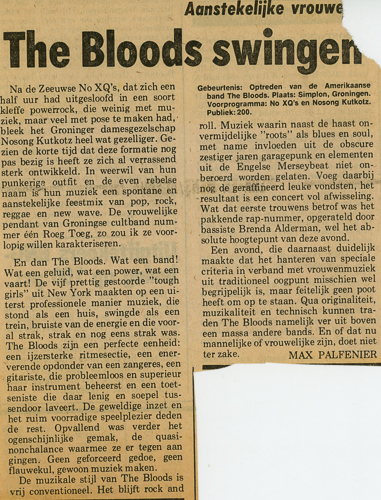 Aanstekelijke vrouwe
The Bloods swingen
Na de Zeeuwse No XQ's, dat zich een
half uur had uitgesloofd in een soort
kleffe powerrock, die weinig met mu-
ziek, maar veel met pose te maken had,
bleek het Groninger damesgezelschap
Nosong Kutkotz heel wat gezelliger. Ge-
zien de korte tijd dat deze formatie nog
pas bezig is heeft ze zich al verrassend
sterk ontwikkeld. In weerwil van hun
punkerige outfit en de even rebelse
naam is hun muziek een spontane en
aanstekelijke feestmix van pop, rock,
reggae en new wave. De vrouwelijke
pendant van Groningse cultband num-
mer één Roeg Toeg, zo zou ik ze voor-
lopig willen karakteriseren.
En dan The Bloods. Wat een band!
Wat een geluid, wat een power, wat een
vaart! De vijf prettig gestoorde "tough
girls" uit New York maakten op een ui-
terst professionele manier muziek, die
stond als een huis, swingde als een
trein, bruiste van de energie en die voor-
al strak, strak en nog eens strak was.
The Bloods zijn een perfecte eenheid:
een ijzersterke ritmesectie, een ener-
verende opdonder van een zangeres, een
gitariste, die probleemloos en superieur
haar instrument beheerst en een toet-
seniste die daar lenig en soepel tus-
sendoor laveert. De geweldige inzet en
het ruim voorradige speelplezier deden
de rest. Opvallend was verder het
ogenschijnlijke gemak, de quasi-
nonchalance waarmee ze er tegen aan
gingen. Geen geforceerd gedoe, geen
flauwekul, gewoon muziek maken.
De muzikale stijl van The Bloods is
vrij conventioneel. Het blijft rock and
Gebeurtenis: Optreden van de Amerikaanse
band The Bloods. Plaats: Simplon, Groningen.
Voorprogramma: No XQ's en Nosong Kutkotz.
Publiek: 200.
roll. Muziek waarin naast de haast on-
vermijdelijke "roots" als blues en soul,
met name invloeden uit de obscure
zestiger jaren garagepunk en elementen
uit de Engelse Merseybeat niet on-
benoemd worden gelaten. Voeg daarbij
nog de geraffineerd leuke vondsten, het
resultaat is een concert vol afwisseling.
Wat dat eerste trouwens betrof was het
pakkende rap-nummer, opgerateld door
bassiste Brenda Alderman, wel het ab-
solute hoogtepunt van deze avond.
Een avond, die daarnaast duidelijk
maakte dat het hanteren van speciale
criteria in verband met vrouwenmuziek
uit traditioneel oogpunt misschien wel
begrijpelijk is, maar feitelijk geen poot
heeft om op te staan. Qua originaliteit,
muzikaliteit en technisch kunnen tra-
den The Bloods namelijk ver uit boven
een massa andere bands. En of dat nu
mannelijke of vrouwelijke zijn, doet niet
ter zake.
MAX PALFENIER